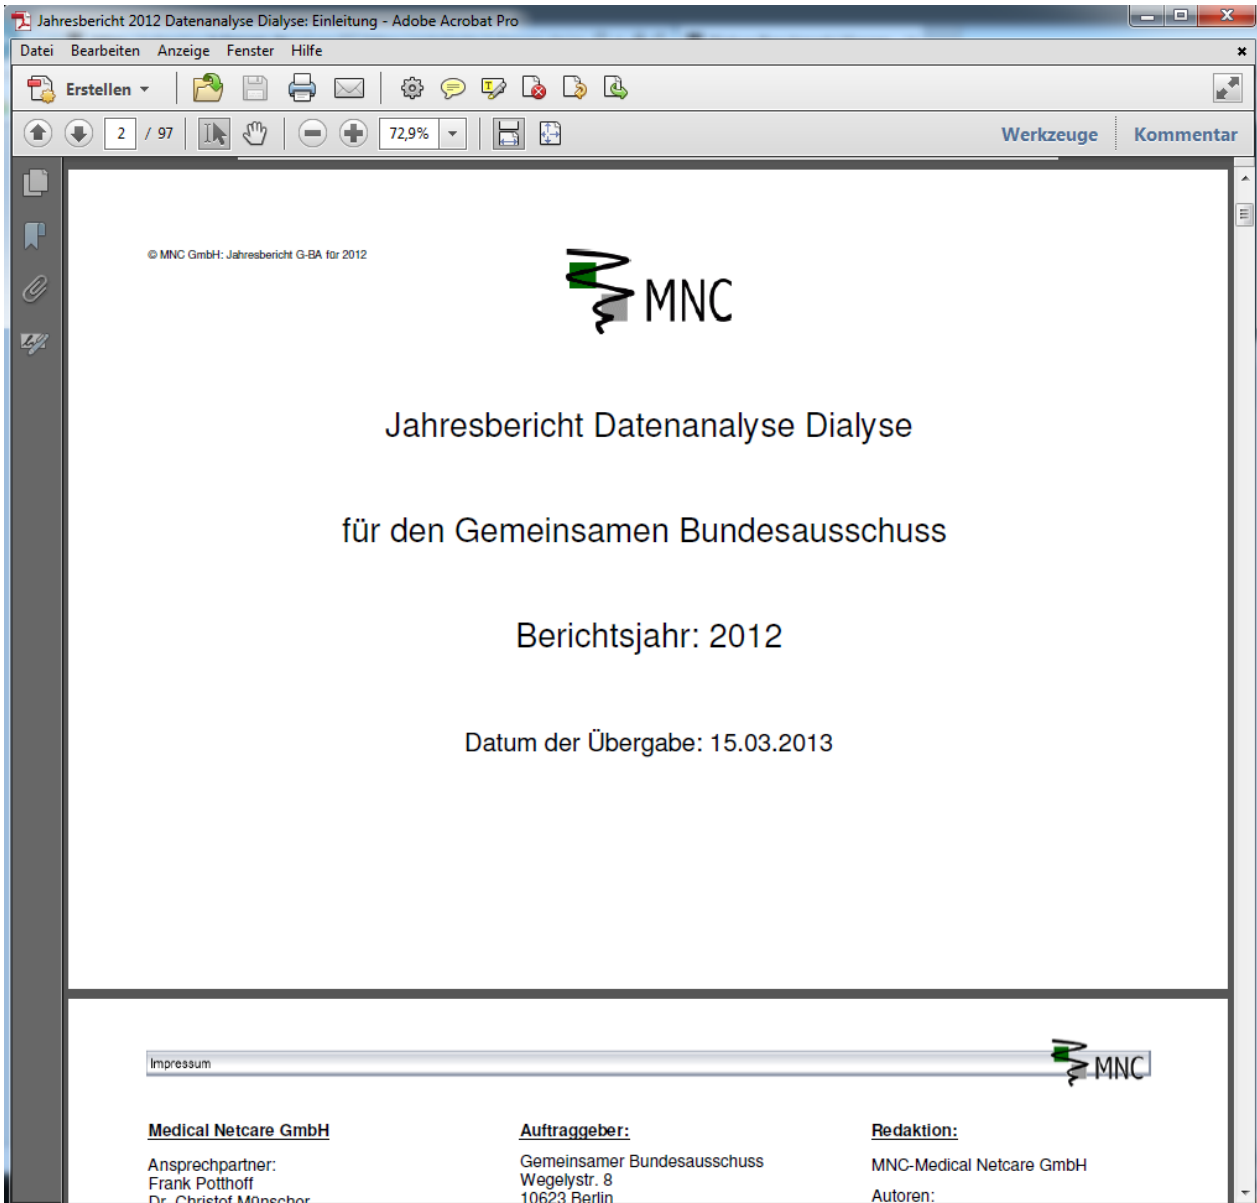 Jahresbericht 2012 Datenanalyse Dialyse: Einleitung - Adobe Acrobat Pro
Datei Bearbeiten Anzeige Fenster Hilfe
Erstellen
2 / 97 72,9% Werkzeuge Kommentar
© MNC GmbH: Jahresbericht G-BA für 2012
MNC
Jahresbericht Datenanalyse Dialyse
für den Gemeinsamen Bundesausschuss
Berichtsjahr: 2012
Datum der Übergabe: 15.03.2013
Impressum
MNC
Medical Netcare GmbH
Ansprechpartner:
Frank Potthoff
Dr. Christof Münscher
Auftraggeber:
Gemeinsamer Bundesausschuss
Wegelystr. 8
10623 Berlin
Redaktion:
MNC-Medical Netcare GmbH
Autoren: